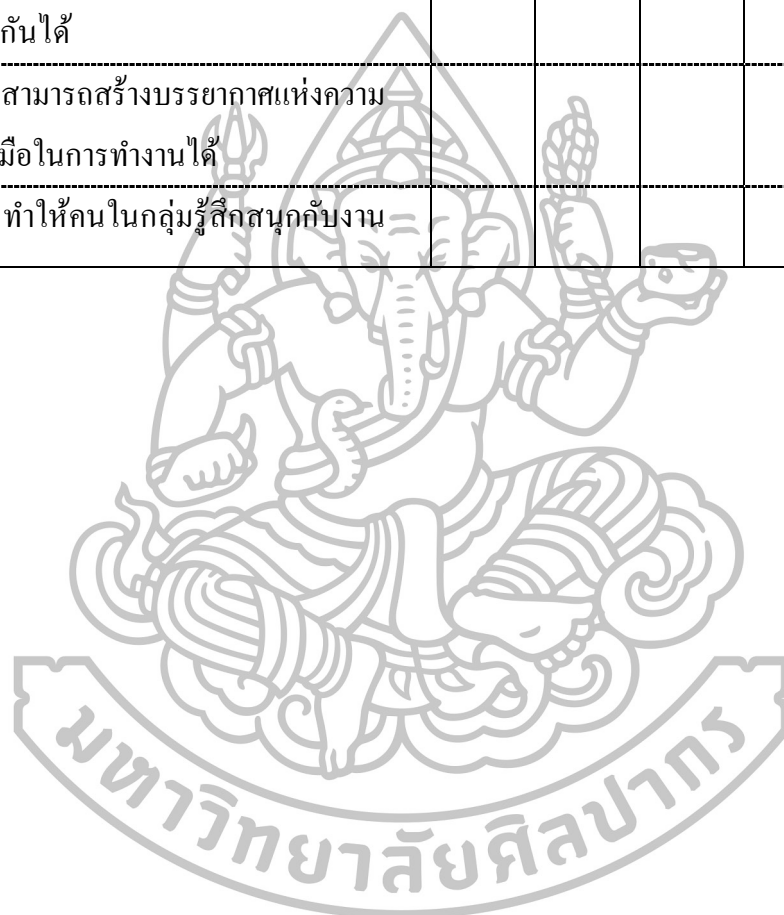 กันได้
สามารถสร้างบรรยากาศแห่งความ
มือในการทำงานได้
ทำให้คนในกลุ่มรู้สึกสนุกกับงาน
มหาวิทยาลัยศิลปากร